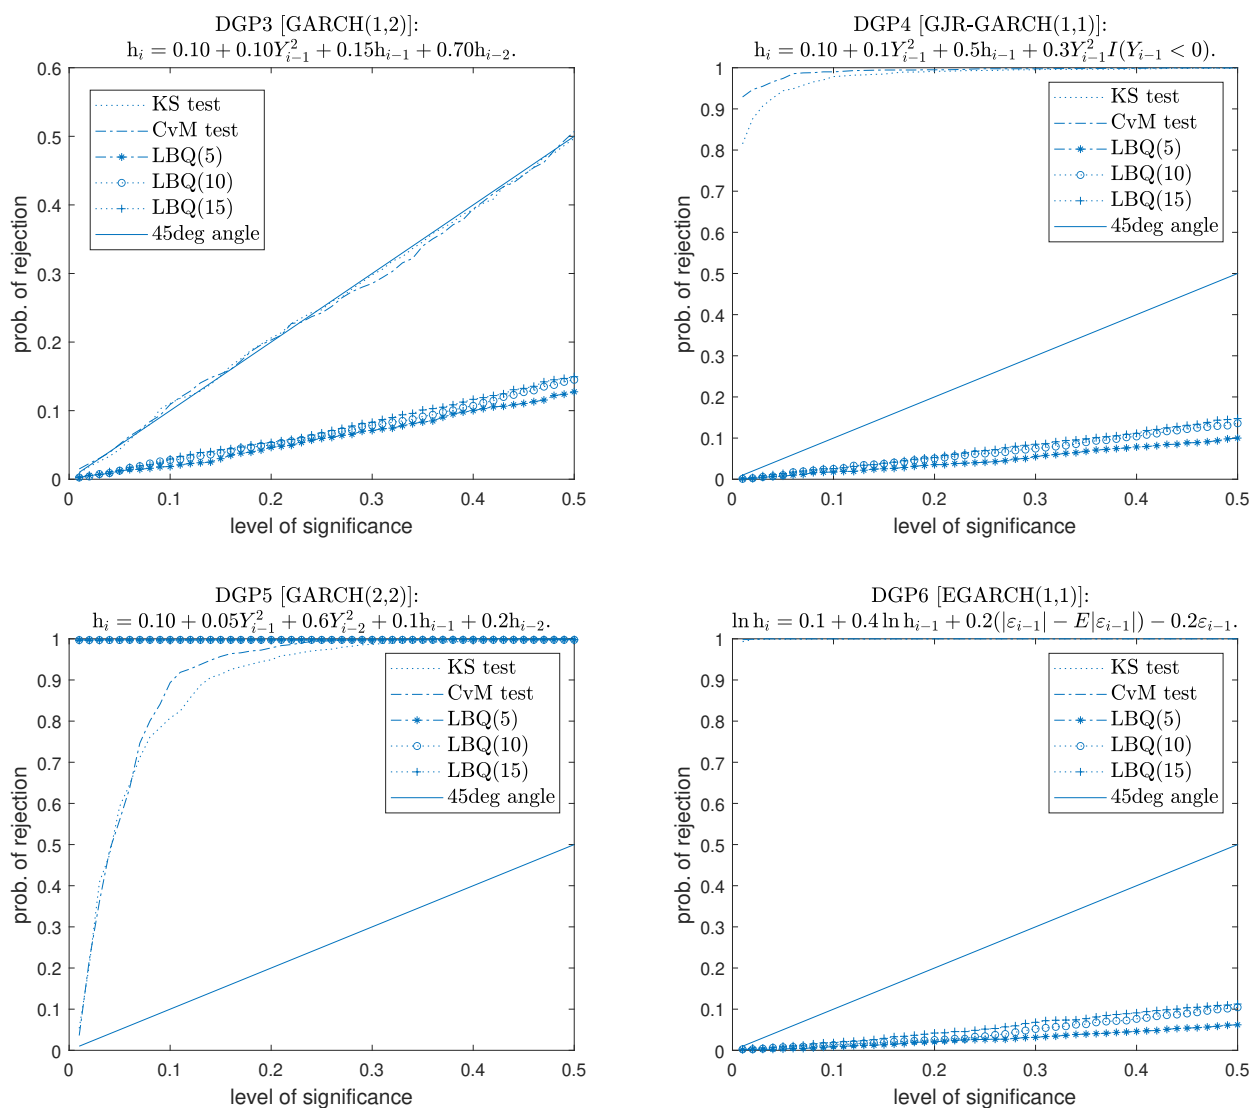 DGP3 [GARCH(1,2)]:
h_i = 0.10 + 0.10Y²_{i−1} + 0.15h_{i−1} + 0.70h_{i−2}.
0.6
0.5
0.4
0.3
0.2
0.1
0
prob. of rejection
KS test
CvM test
LBQ(5)
LBQ(10)
LBQ(15)
45deg angle
0 0.1 0.2 0.3 0.4 0.5
level of significance
DGP4 [GJR-GARCH(1,1)]:
h_i = 0.10 + 0.1Y²_{i−1} + 0.5h_{i−1} + 0.3Y²_{i−1}I(Y_{i−1} < 0).
1
0.9
0.8
0.7
0.6
0.5
0.4
0.3
0.2
0.1
0
prob. of rejection
KS test
CvM test
LBQ(5)
LBQ(10)
LBQ(15)
45deg angle
0 0.1 0.2 0.3 0.4 0.5
level of significance
DGP5 [GARCH(2,2)]:
h_i = 0.10 + 0.05Y²_{i−1} + 0.6Y²_{i−2} + 0.1h_{i−1} + 0.2h_{i−2}.
1
0.9
0.8
0.7
0.6
0.5
0.4
0.3
0.2
0.1
0
prob. of rejection
KS test
CvM test
LBQ(5)
LBQ(10)
LBQ(15)
45deg angle
0 0.1 0.2 0.3 0.4 0.5
level of significance
DGP6 [EGARCH(1,1)]:
ln h_i = 0.1 + 0.4 ln h_{i−1} + 0.2(|ε_{i−1}| − E|ε_{i−1}|) − 0.2ε_{i−1}.
1
0.9
0.8
0.7
0.6
0.5
0.4
0.3
0.2
0.1
0
prob. of rejection
KS test
CvM test
LBQ(5)
LBQ(10)
LBQ(15)
45deg angle
0 0.1 0.2 0.3 0.4 0.5
level of significance